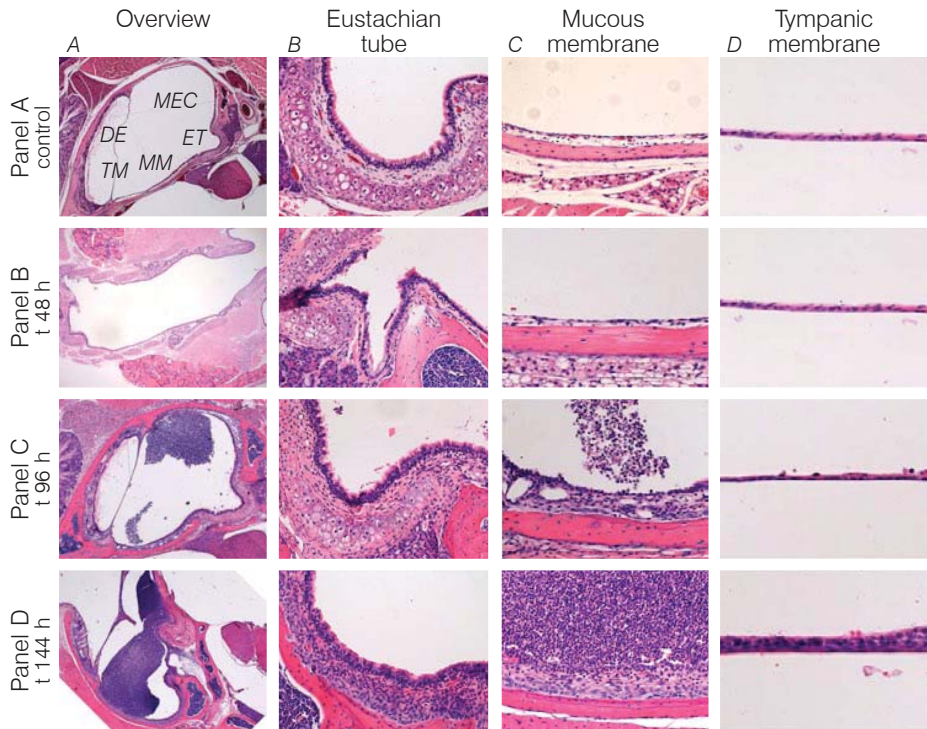 Overview
Eustachian
tube
Mucous
membrane
Tympanic
membrane
A
B
C
D
Panel A
control
MEC
DE
ET
TM
MM
Panel B
t 48 h
Panel C
t 96 h
Panel D
t 144 h